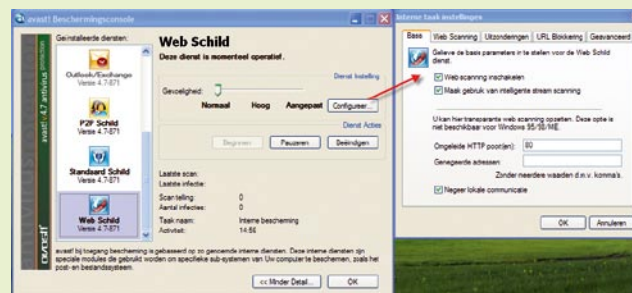 avast! Beschermingsconsole
avast! 4.7 antivirus protection
Geinstalleerde diensten:
Outlook/Exchange
Versie 4.7-871
P2P Schild
Versie 4.7-871
Standaard Schild
Versie 4.7-871
Web Schild
Versie 4.7-871
Web Schild
Deze dienst is momenteel operatief.
Dienst Instelling
Gevoeligheid:
Normaal Hoog Aangepast
Configureer...
Dienst Acties
Beginnen Pauzeren Beëindigen
Laatste scan:
Laatste infectie:
Scan telling: 0
Aantal infecties: 0
Taak naam: Interne bescherming
Activiteit: 14:56
avast! bij toegang bescherming is gebaseerd op zo genoemde interne diensten. Deze interne diensten zijn
speciale modules die gebruikt worden om specifieke sub-systemen van Uw computer te beschermen, zoals het
post- en bestandssysteem.
<< Minder Detail... OK
Interne taak instellingen
Basis Web Scanning Uitzonderingen URL Blokkering Geavanceerd
Gelieve de basis parameters in te stellen voor de Web Schild
dienst.
Web scanning inschakelen
Maak gebruik van intelligente stream scanning
U kan hier transparante web scanning opzetten. Deze optie is
niet beschikbaar voor Windows 95/98/ME.
Omgeleide HTTP poort(en): 80
Genegeerde adressen:
Zonder meerdere waarden d.m.v. komma's.
Negeer lokale communicatie
OK Annuleren